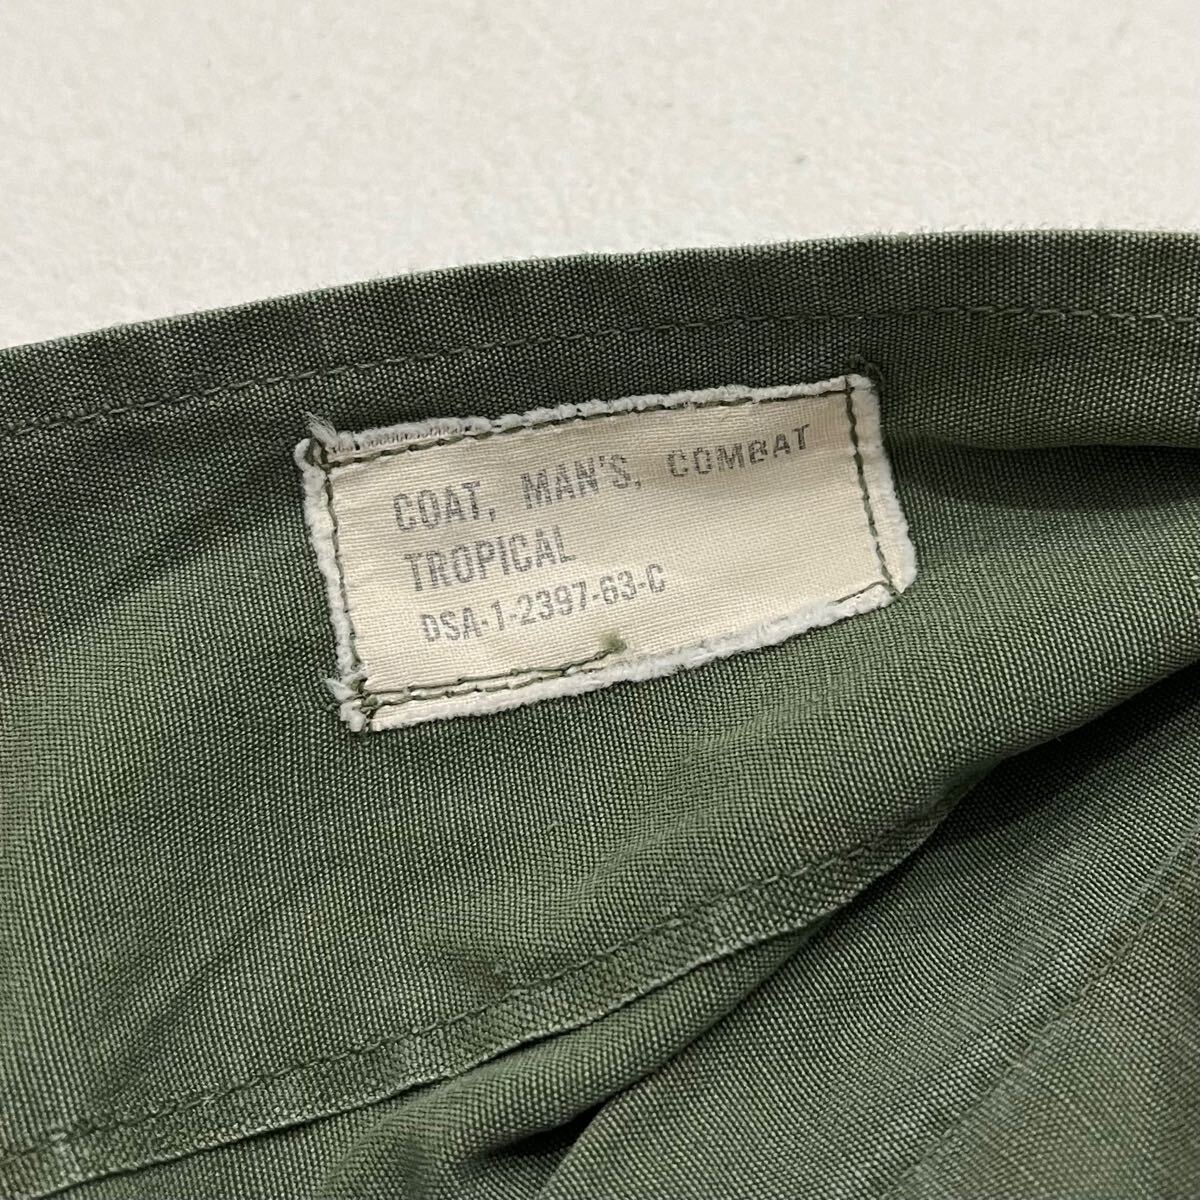 COAT, MAN'S, COMBAT
TROPICAL
DSA-1-2397-63-C